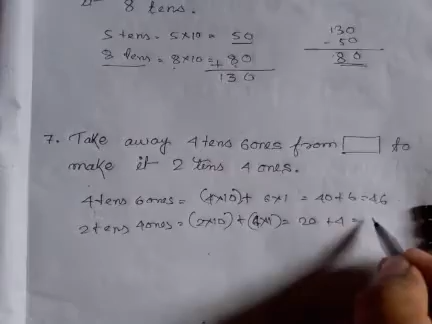 8 tens.
5 tens = 5×10 = 50
8 tens = 8×10 = + 80
130
130
- 50
80
7. Take away 4 tens 6 ones from □ to
make it 2 tens 4 ones.
4 tens 6 ones = (4×10) + 6×1 = 40+6 = 46
2 tens 4 ones = (2×10) + (4×1) = 20 + 4 =